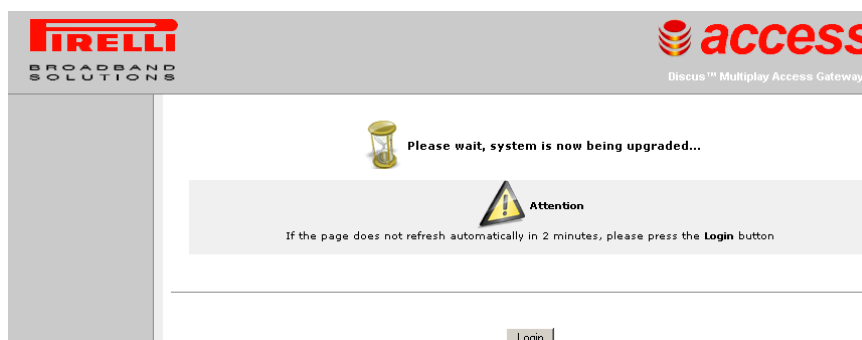 PIRELLI
BROADBAND
SOLUTIONS
access
Discus™ Multiplay Access Gateway
Please wait, system is now being upgraded...
Attention
If the page does not refresh automatically in 2 minutes, please press the Login button
Login